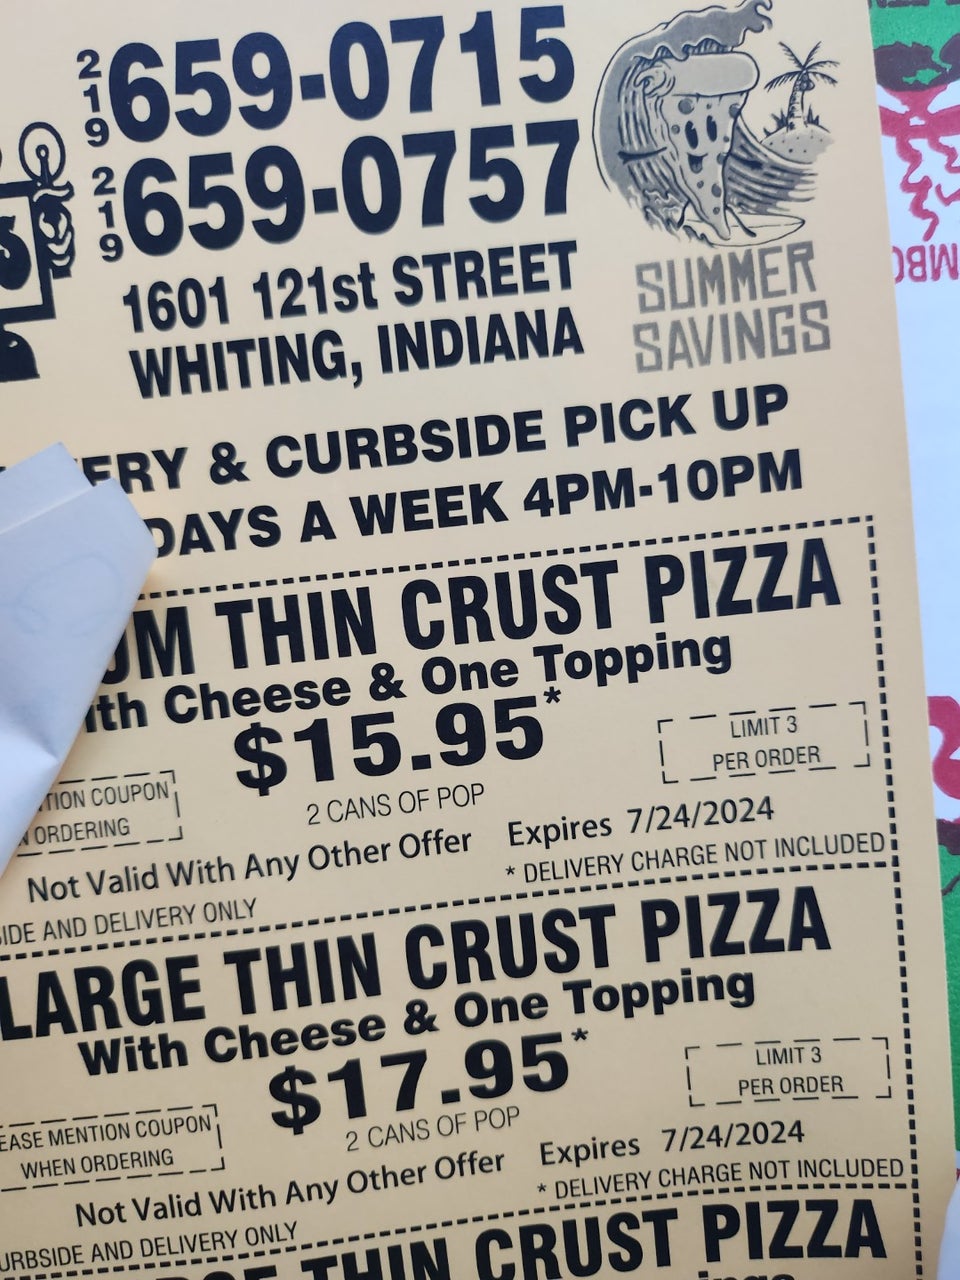 219 659-0715
219 659-0757
1601 121st STREET
WHITING, INDIANA
SUMMER
SAVINGS
& CURBSIDE PICK UP
DAYS A WEEK 4PM-10PM
THIN CRUST PIZZA
Cheese & One Topping
$15.95*
LIMIT 3
PER ORDER
COUPON
ORDERING
2 CANS OF POP
Not Valid With Any Other Offer
Expires 7/24/2024
* DELIVERY CHARGE NOT INCLUDED
AND DELIVERY ONLY
LARGE THIN CRUST PIZZA
With Cheese & One Topping
$17.95*
LIMIT 3
PER ORDER
EASE MENTION COUPON
WHEN ORDERING
2 CANS OF POP
Not Valid With Any Other Offer
Expires 7/24/2024
* DELIVERY CHARGE NOT INCLUDED
URBSIDE AND DELIVERY ONLY
THIN CRUST PIZZA